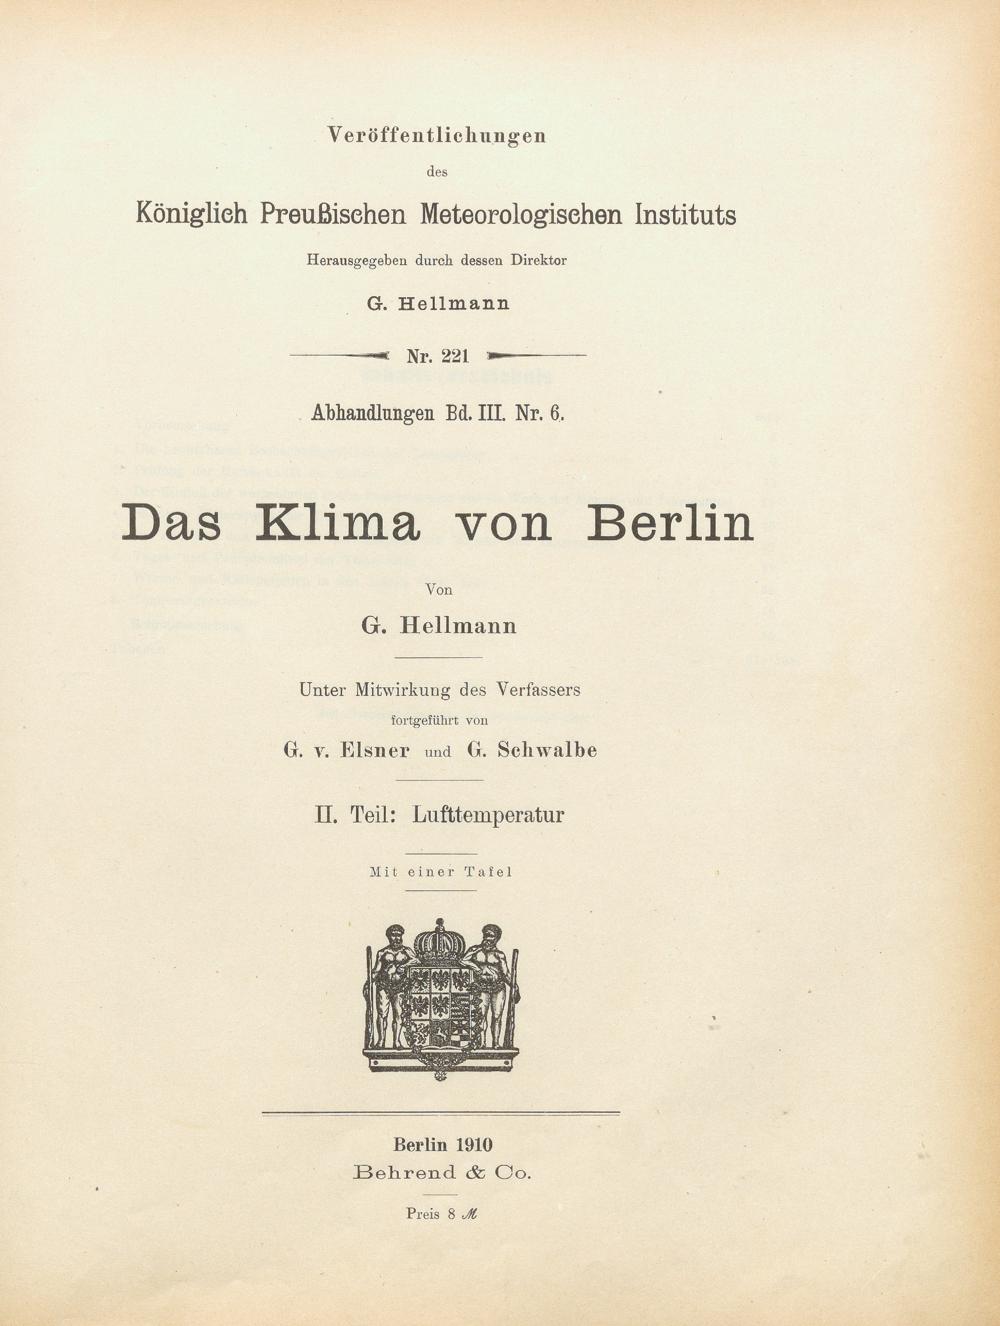 Veröffentlichungen
des
Königlich Preußischen Meteorologischen Instituts
Herausgegeben durch dessen Direktor
G. Hellmann
Nr. 221
Abhandlungen Bd. III. Nr. 6.
Das Klima von Berlin
Von
G. Hellmann
Unter Mitwirkung des Verfassers
fortgeführt von
G. v. Elsner und G. Schwalbe
II. Teil: Lufttemperatur
Mit einer Tafel
Berlin 1910
Behrend & Co.
Preis 8 ℳ